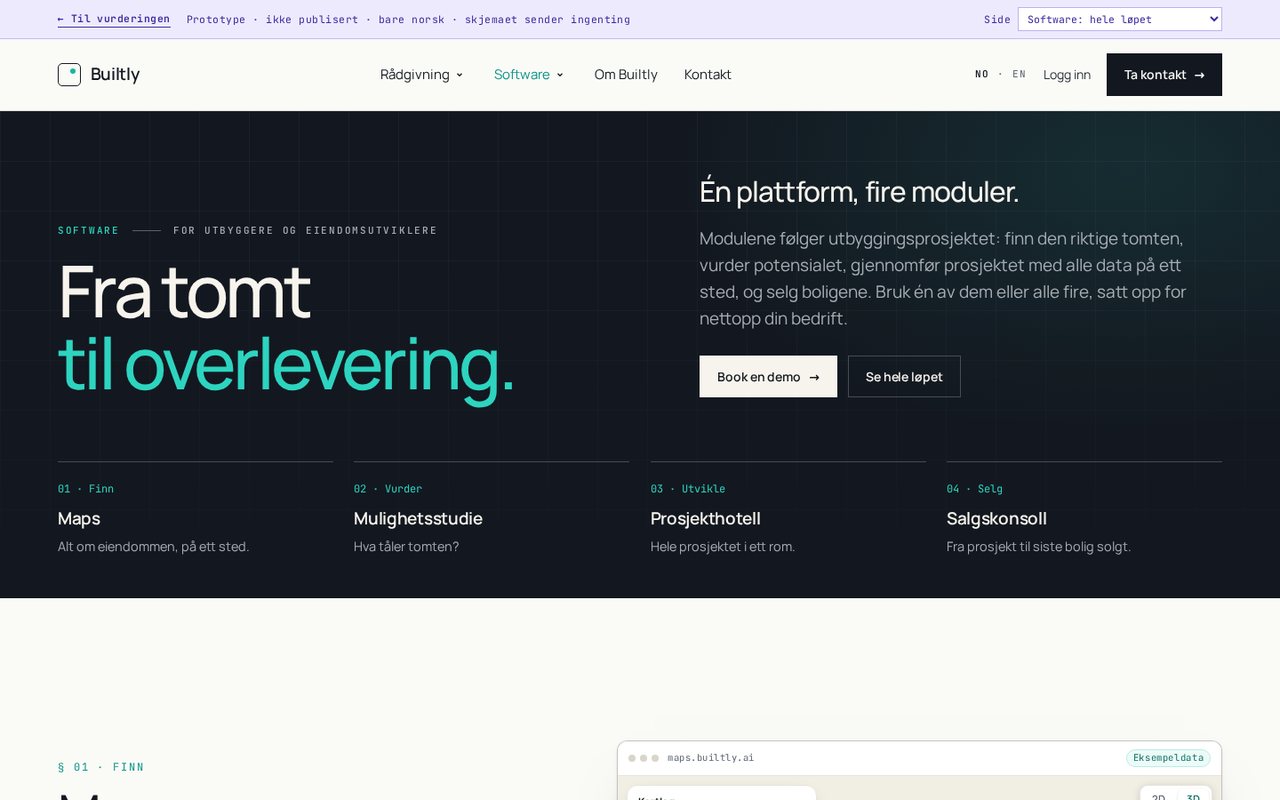 ← Til vurderingen
Prototype · ikke publisert · bare norsk · skjemaet sender ingenting
Side
Software: hele løpet
Builtly
Rådgivning
Software
Om Builtly
Kontakt
NO · EN
Logg inn
Ta kontakt →
SOFTWARE
FOR UTBYGGERE OG EIENDOMSUTVIKLERE
Fra tomt
til overlevering.
Én plattform, fire moduler.
Modulene følger utbyggingsprosjektet: finn den riktige tomten,
vurder potensialet, gjennomfør prosjektet med alle data på ett
sted, og selg boligene. Bruk én av dem eller alle fire, satt opp for
nettopp din bedrift.
Book en demo →
Se hele løpet
01 · Finn
Maps
Alt om eiendommen, på ett sted.
02 · Vurder
Mulighetsstudie
Hva tåler tomten?
03 · Utvikle
Prosjekthotell
Hele prosjektet i ett rom.
04 · Selg
Salgskonsoll
Fra prosjekt til siste bolig solgt.
§ 01 · FINN
maps.builtly.ai
Eksempeldata
2D
3D